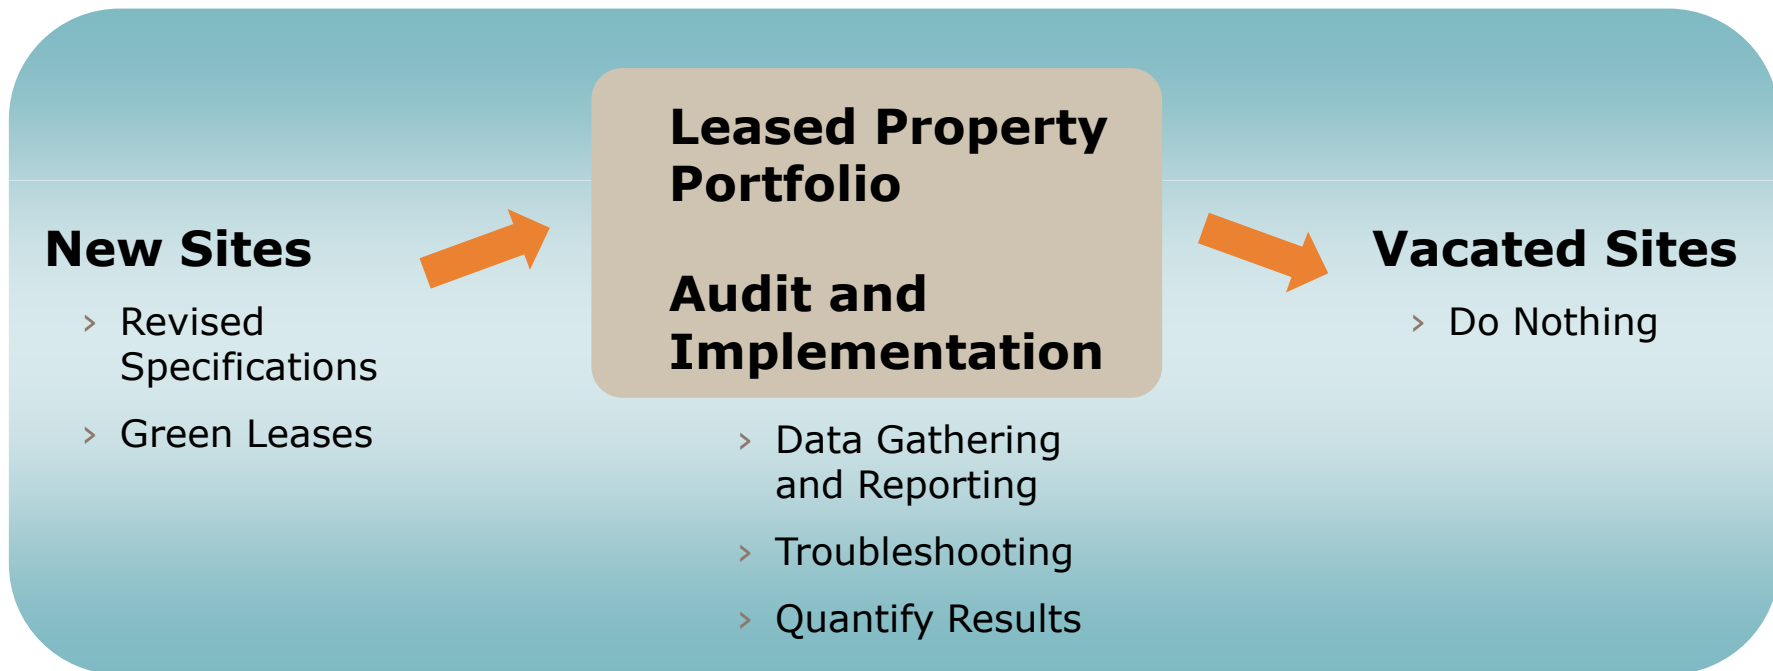 New Sites
› Revised
Specifications
› Green Leases
Leased Property
Portfolio
Audit and
Implementation
› Data Gathering
and Reporting
› Troubleshooting
› Quantify Results
Vacated Sites
› Do Nothing